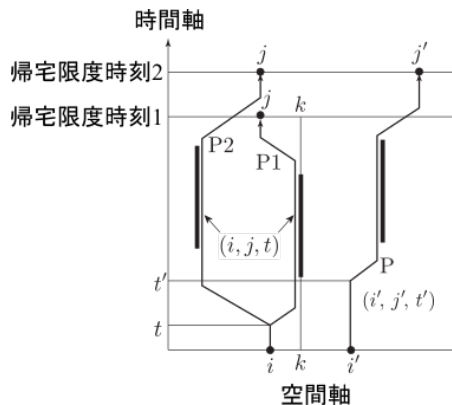 時間軸
帰宅限度時刻2
j
j′
帰宅限度時刻1
j
k
P2
P1
(i, j, t)
P
t′
(i′, j′, t′)
t
i
k
i′
空間軸